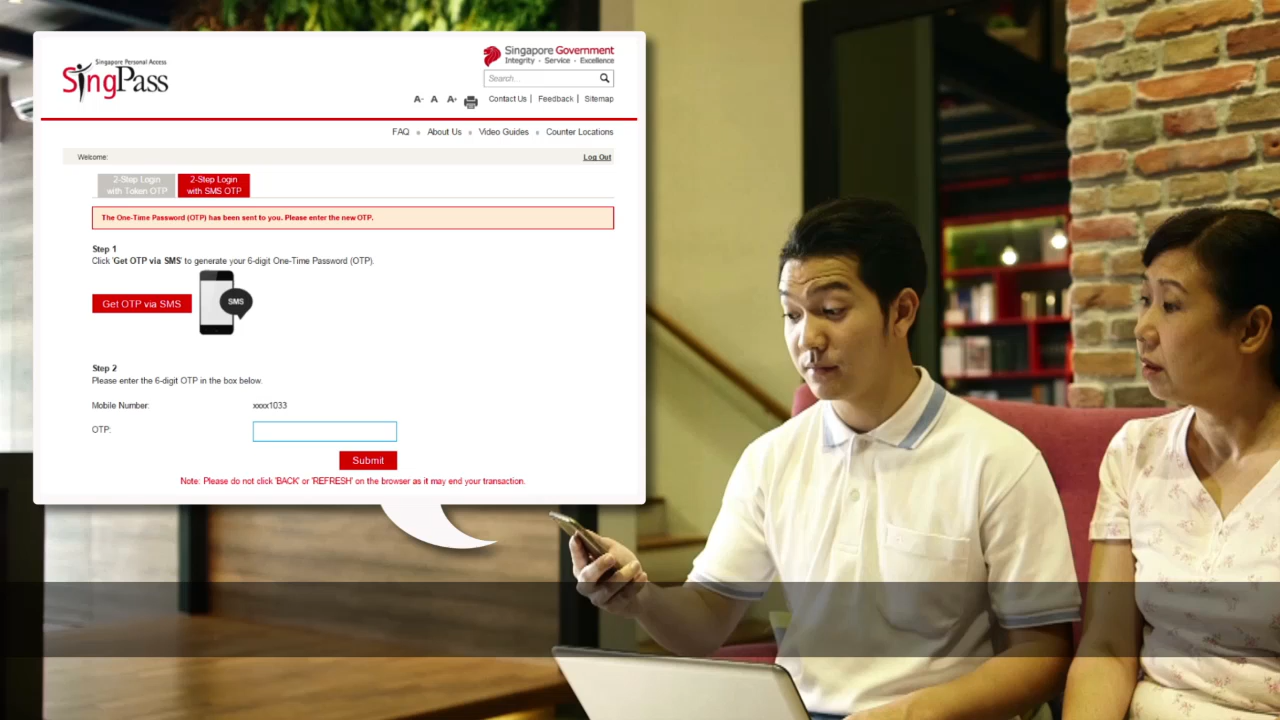 Singapore Personal Access
SingPass
Singapore Government
Integrity · Service · Excellence
Search...
A- A A+ Contact Us | Feedback | Sitemap
FAQ • About Us • Video Guides • Counter Locations
Welcome: Log Out
2-Step Login
with Token OTP
2-Step Login
with SMS OTP
The One-Time Password (OTP) has been sent to you. Please enter the new OTP.
Step 1
Click 'Get OTP via SMS' to generate your 6-digit One-Time Password (OTP).
Get OTP via SMS
SMS
Step 2
Please enter the 6-digit OTP in the box below.
Mobile Number: xxxx1033
OTP:
Submit
Note: Please do not click 'BACK' or 'REFRESH' on the browser as it may end your transaction.